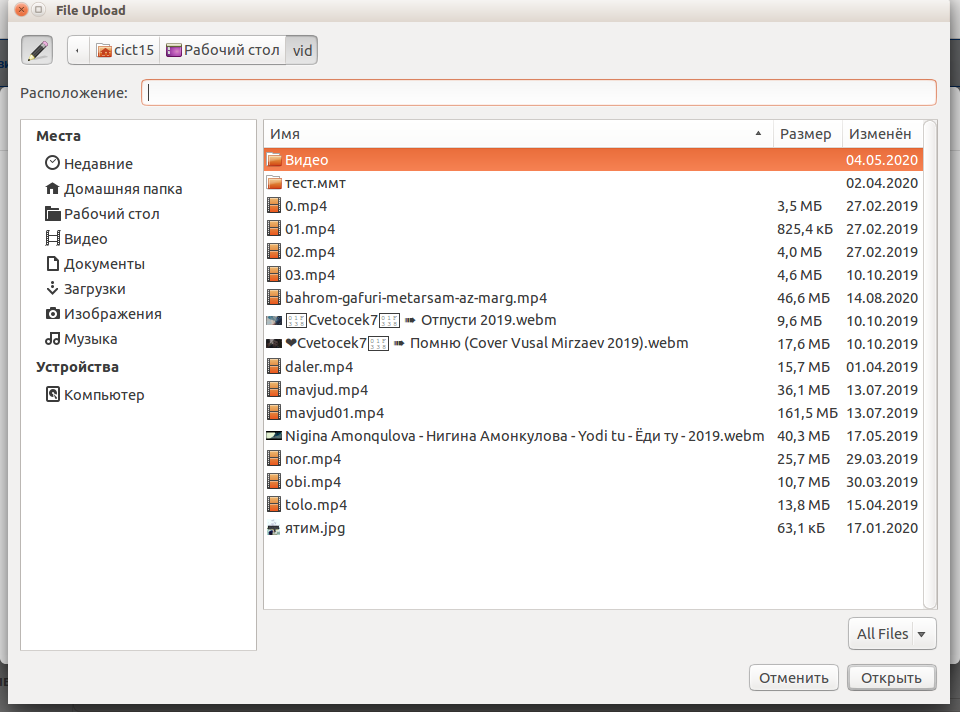 File Upload
cict15 Рабочий стол vid
Расположение:
Места
Недавние
Домашняя папка
Рабочий стол
Видео
Документы
Загрузки
Изображения
Музыка
Устройства
Компьютер
Имя Размер Изменён
Видео 04.05.2020
тест.ммт 02.04.2020
0.mp4 3,5 МБ 27.02.2019
01.mp4 825,4 кБ 27.02.2019
02.mp4 4,0 МБ 27.02.2019
03.mp4 4,6 МБ 10.10.2019
bahrom-gafuri-metarsam-az-marg.mp4 46,6 МБ 14.08.2020
Cvetocek7 ➠ Отпусти 2019.webm 9,6 МБ 10.10.2019
❤Cvetocek7 ➠ Помню (Cover Vusal Mirzaev 2019).webm 17,6 МБ 10.10.2019
daler.mp4 15,7 МБ 01.04.2019
mavjud.mp4 36,1 МБ 13.07.2019
mavjud01.mp4 161,5 МБ 13.07.2019
Nigina Amonqulova - Нигина Амонкулова - Yodi tu - Ёди ту - 2019.webm 40,3 МБ 17.05.2019
nor.mp4 25,7 МБ 29.03.2019
obi.mp4 10,7 МБ 30.03.2019
tolo.mp4 13,8 МБ 15.04.2019
ятим.jpg 63,1 кБ 17.01.2020
All Files
Отменить Открыть